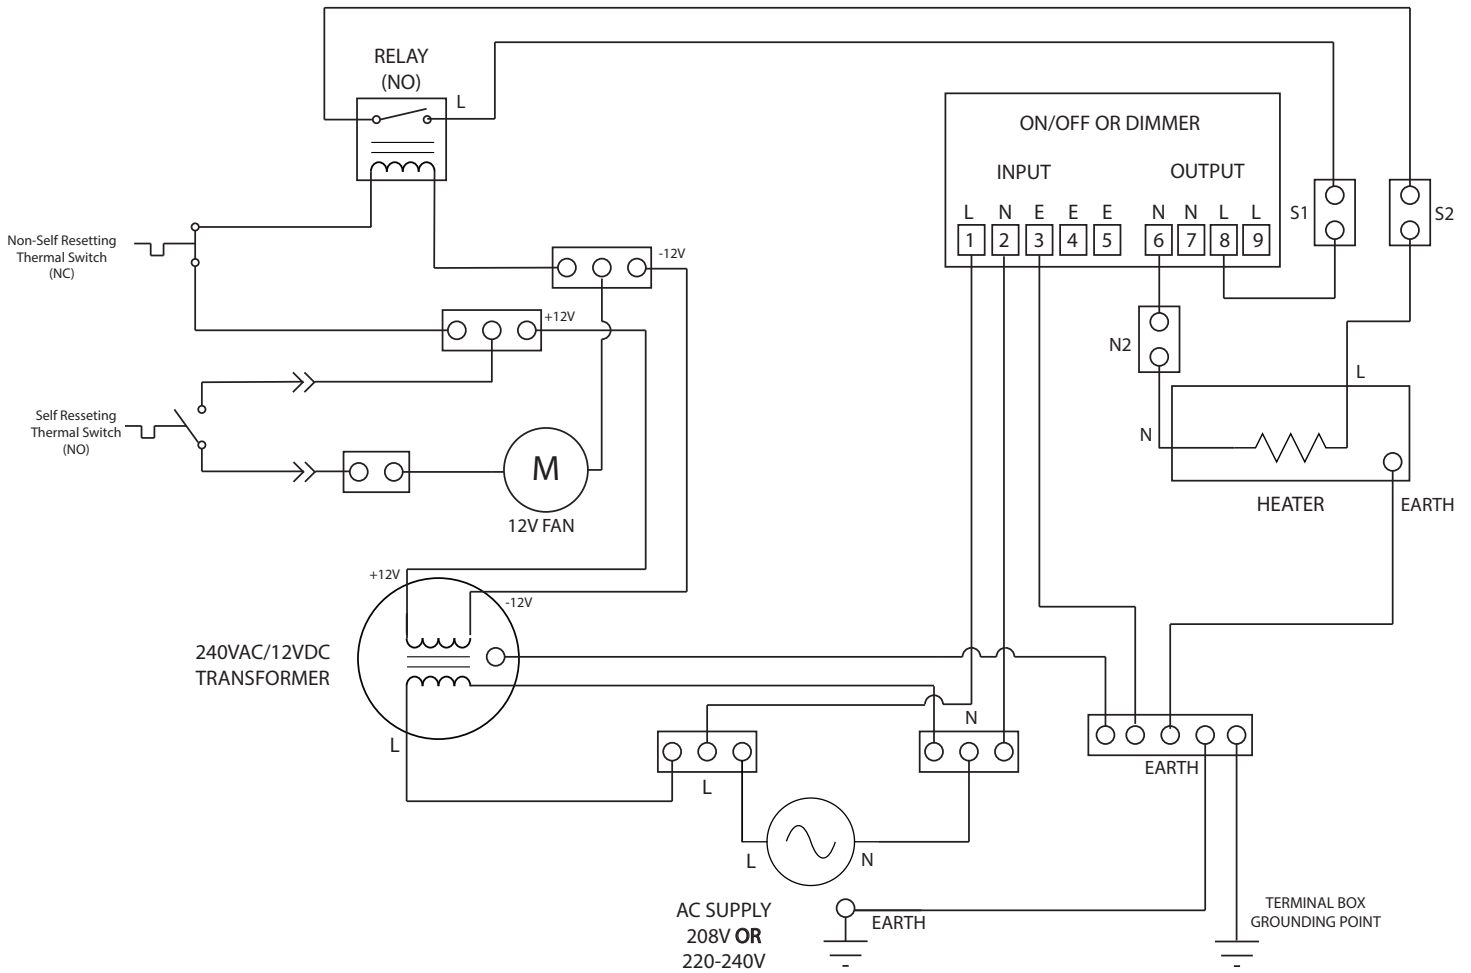 RELAY
(NO)
L
ON/OFF OR DIMMER
INPUT
OUTPUT
L N E E E N N L L
1 2 3 4 5 6 7 8 9
S1
S2
Non-Self Resetting
Thermal Switch
(NC)
-12V
+12V
N2
L
Self Resseting
Thermal Switch
(NO)
M
12V FAN
N
HEATER
EARTH
+12V
-12V
240VAC/12VDC
TRANSFORMER
L
N
L
EARTH
L
N
AC SUPPLY
208V OR
220-240V
EARTH
TERMINAL BOX
GROUNDING POINT